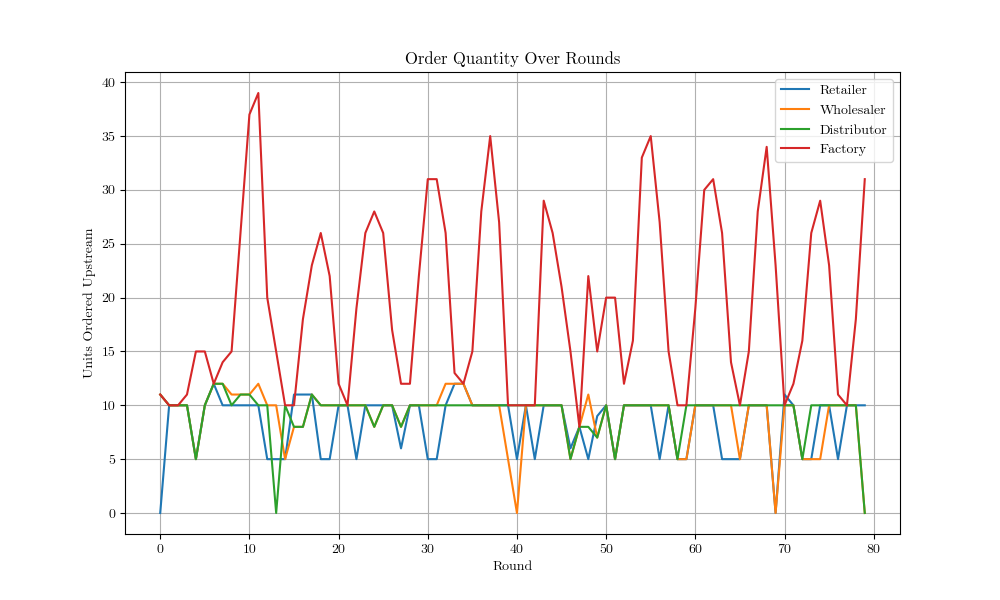 Order Quantity Over Rounds
Units Ordered Upstream
40
35
30
25
20
15
10
5
0
Retailer
Wholesaler
Distributor
Factory
0 10 20 30 40 50 60 70 80
Round